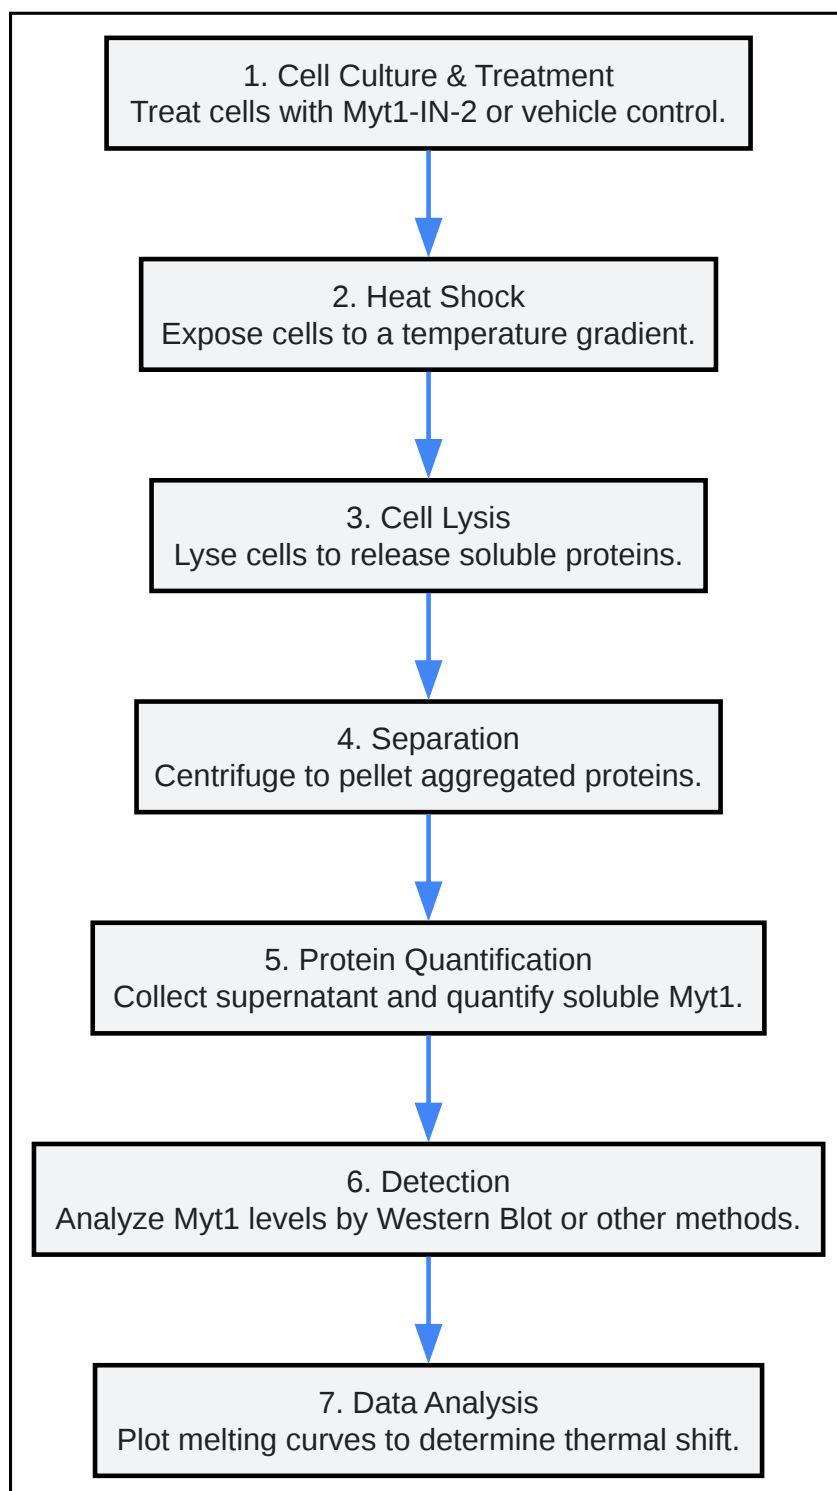 1. Cell Culture & Treatment
Treat cells with Myt1-IN-2 or vehicle control.
2. Heat Shock
Expose cells to a temperature gradient.
3. Cell Lysis
Lyse cells to release soluble proteins.
4. Separation
Centrifuge to pellet aggregated proteins.
5. Protein Quantification
Collect supernatant and quantify soluble Myt1.
6. Detection
Analyze Myt1 levels by Western Blot or other methods.
7. Data Analysis
Plot melting curves to determine thermal shift.